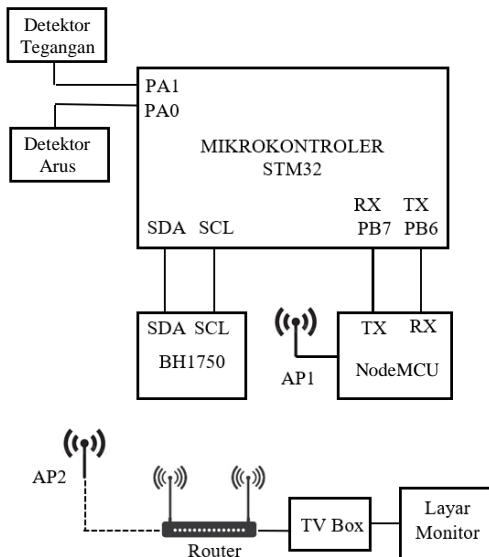 Detektor
Tegangan
PA1
PA0
Detektor
Arus
MIKROKONTROLER
STM32
RX TX
SDA SCL PB7 PB6
SDA SCL
BH1750
TX RX
NodeMCU
AP1
AP2
Router
TV Box
Layar
Monitor